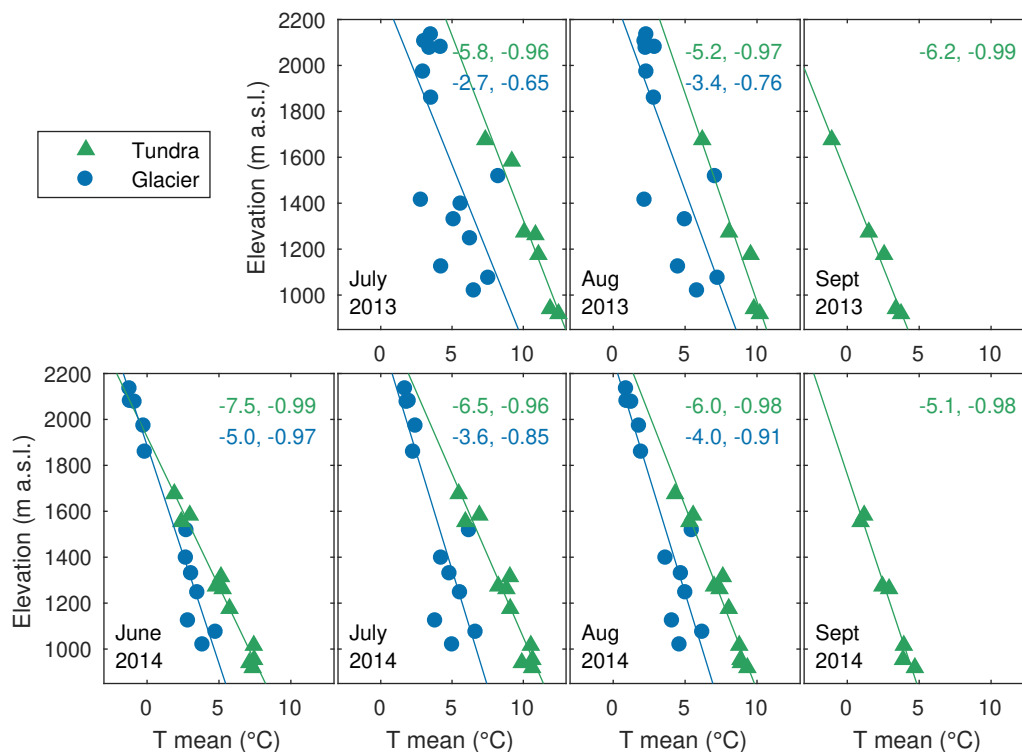 2200
2000
1800
1600
1400
1200
1000
Elevation (m a.s.l.)
Tundra
Glacier
-5.8, -0.96
-2.7, -0.65
July
2013
0 5 10
-5.2, -0.97
-3.4, -0.76
Aug
2013
0 5 10
-6.2, -0.99
Sept
2013
0 5 10
2200
2000
1800
1600
1400
1200
1000
Elevation (m a.s.l.)
-7.5, -0.99
-5.0, -0.97
June
2014
0 5 10
T mean (°C)
-6.5, -0.96
-3.6, -0.85
July
2014
0 5 10
T mean (°C)
-6.0, -0.98
-4.0, -0.91
Aug
2014
0 5 10
T mean (°C)
-5.1, -0.98
Sept
2014
0 5 10
T mean (°C)